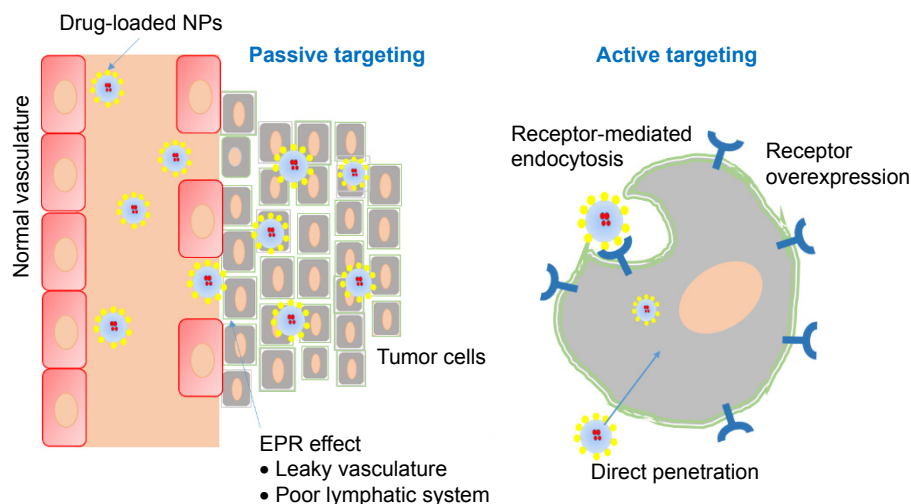 Drug-loaded NPs
Passive targeting
Normal vasculature
Tumor cells
EPR effect
• Leaky vasculature
• Poor lymphatic system
Active targeting
Receptor-mediated
endocytosis
Receptor
overexpression
Direct penetration